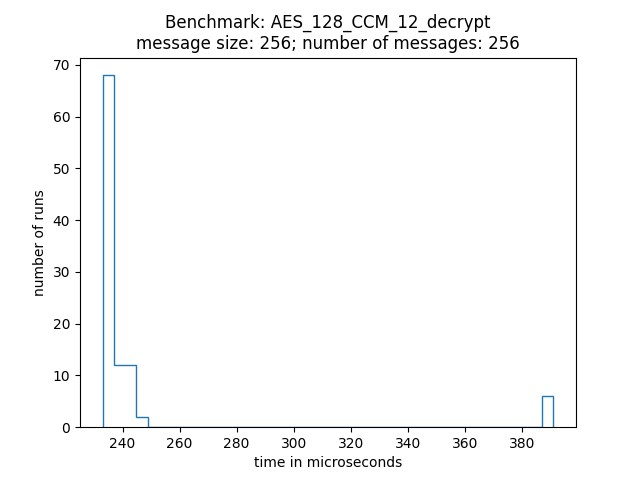 Benchmark: AES_128_CCM_12_decrypt
message size: 256; number of messages: 256
70
60
50
40
30
20
10
0
number of runs
240 260 280 300 320 340 360 380
time in microseconds